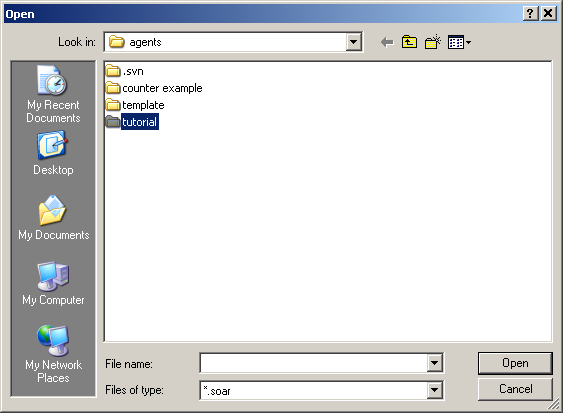 Open
Look in: agents
My Recent
Documents
Desktop
My Documents
My Computer
My Network
Places
.svn
counter example
template
tutorial
File name:
Open
Files of type: *.soar
Cancel